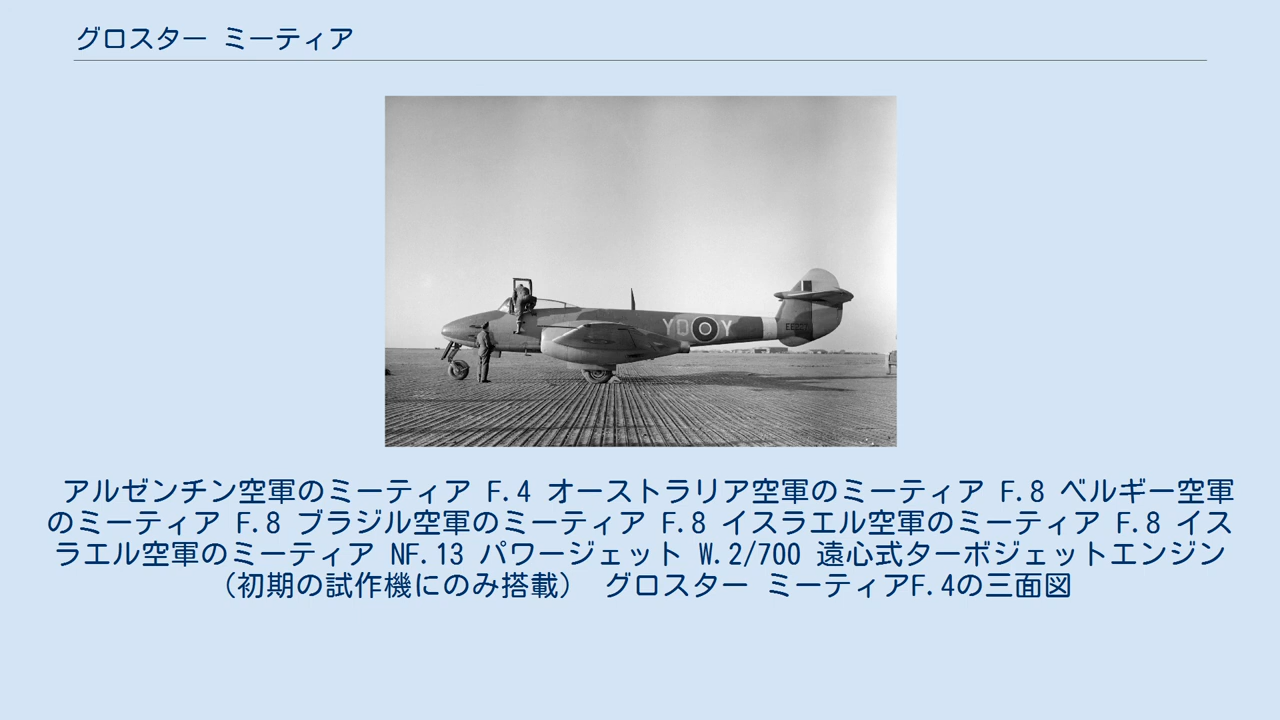 グロスター ミーティア
YQ Y
アルゼンチン空軍のミーティア F.4 オーストラリア空軍のミーティア F.8 ベルギー空軍
のミーティア F.8 ブラジル空軍のミーティア F.8 イスラエル空軍のミーティア F.8 イス
ラエル空軍のミーティア NF.13 パワージェット W.2/700 遠心式ターボジェットエンジン
（初期の試作機にのみ搭載） グロスター ミーティアF.4の三面図